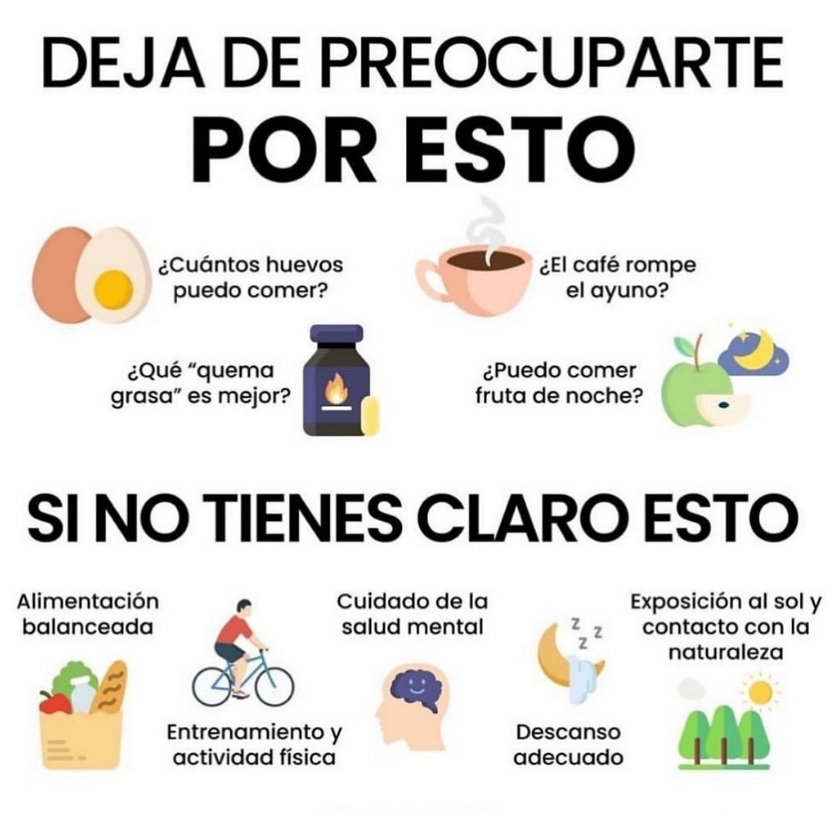 DEJA DE PREOCUPARTE
POR ESTO
¿Cuántos huevos
puedo comer?
¿El café rompe
el ayuno?
¿Qué “quema
grasa” es mejor?
¿Puedo comer
fruta de noche?
SI NO TIENES CLARO ESTO
Alimentación
balanceada
Entrenamiento y
actividad física
Cuidado de la
salud mental
z z
z
Descanso
adecuado
Exposición al sol y
contacto con la
naturaleza